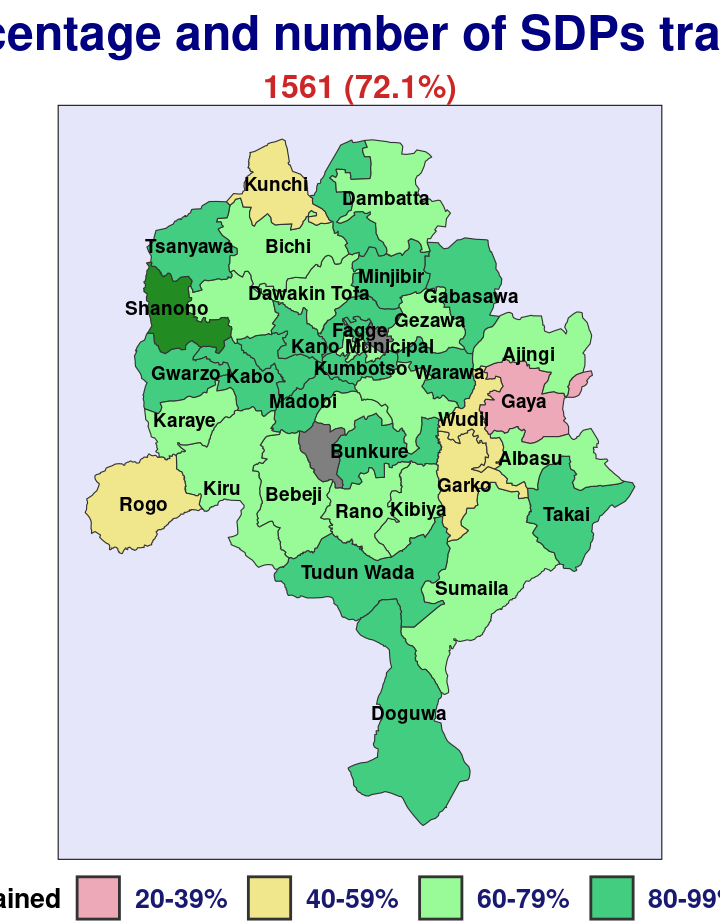 centage and number of SDPs tra
1561 (72.1%)
Kunchi
Dambatta
Tsanyawa
Bichi
Minjibir
Dawakin Tofa
Gabasawa
Shanono
Gezawa
Fagge
Kano Municipal
Ajingi
Kumbotso
Gwarzo
Kabo
Warawa
Madobi
Gaya
Karaye
Wudil
Bunkure
Albasu
Garko
Kiru
Bebeji
Rogo
Rano
Kibiya
Takai
Tudun Wada
Sumaila
Doguwa
ained 20-39% 40-59% 60-79% 80-99%